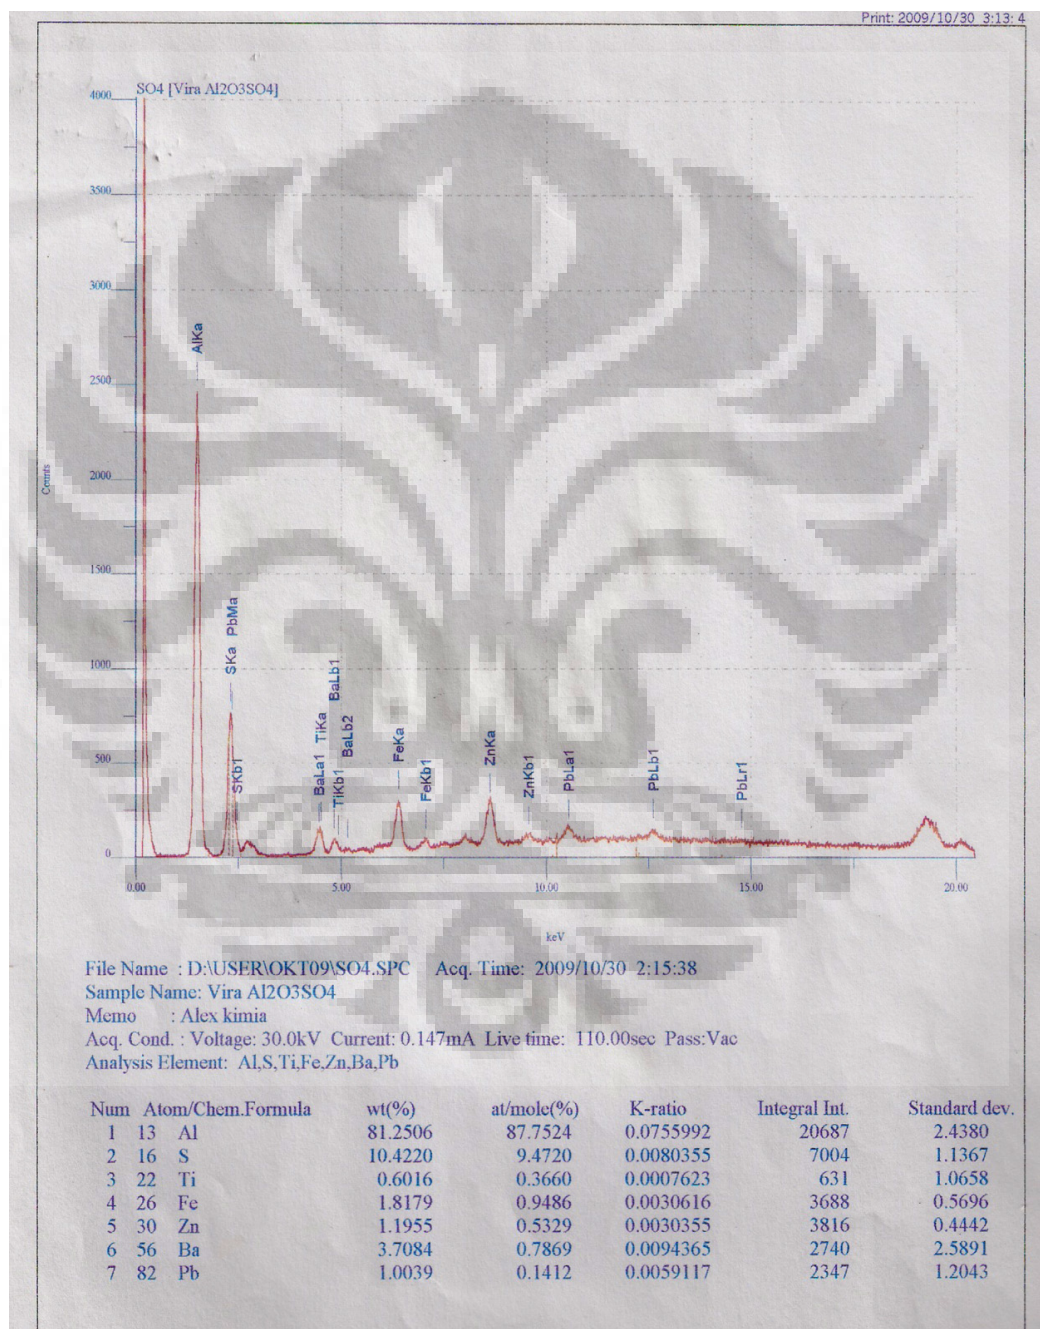 Print: 2009/10/30 3:13: 4
SO4 [Vira Al2O3SO4]
4000
3500
3000
2500
2000
1500
1000
500
0
Counts
AlKa
SKa PbMa
SKb1
BaLa1 TiKa
TiKb1 BaLb1
BaLb2
FeKa
FeKb1
ZnKa
ZnKb1
PbLa1
PbLb1
PbLr1
0.00 5.00 10.00 15.00 20.00
keV
File Name : D:\USER\OKT09\SO4.SPC Acq. Time: 2009/10/30 2:15:38
Sample Name: Vira Al2O3SO4
Memo : Alex kimia
Acq. Cond. : Voltage: 30.0kV Current: 0.147mA Live time: 110.00sec Pass:Vac
Analysis Element: Al,S,Ti,Fe,Zn,Ba,Pb
Num Atom/Chem.Formula wt(%) at/mole(%) K-ratio Integral Int. Standard dev.
1 13 Al 81.2506 87.7524 0.0755992 20687 2.4380
2 16 S 10.4220 9.4720 0.0080355 7004 1.1367
3 22 Ti 0.6016 0.3660 0.0007623 631 1.0658
4 26 Fe 1.8179 0.9486 0.0030616 3688 0.5696
5 30 Zn 1.1955 0.5329 0.0030355 3816 0.4442
6 56 Ba 3.7084 0.7869 0.0094365 2740 2.5891
7 82 Pb 1.0039 0.1412 0.0059117 2347 1.2043